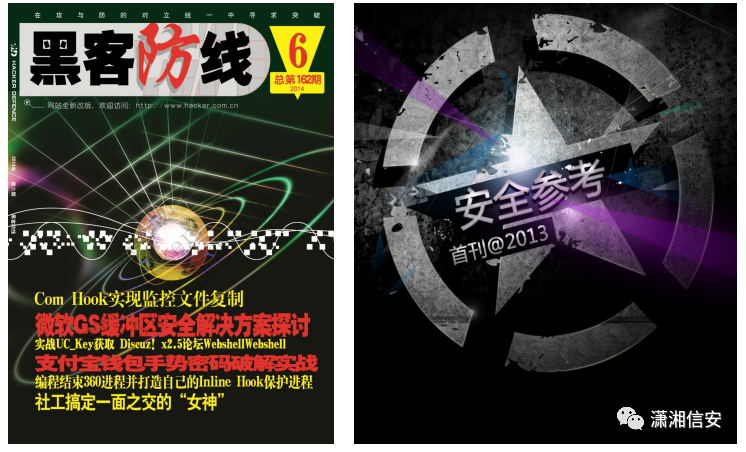 在攻与防的对立统一中寻求突破
黑客防线
6
总第162期
2014
HACKER DEFENCE
网站全新改版，欢迎访问: http://www.hacker.com.cn
Com Hook实现监控文件复制
微软GS缓冲区安全解决方案探讨
实战UC_Key获取 Discuz! x2.5论坛WebshellWebshell
支付宝钱包手势密码破解实战
编程结束360进程并打造自己的Inline Hook保护进程
社工搞定一面之交的“女神”
安全参考
首刊@2013
潇湘信安